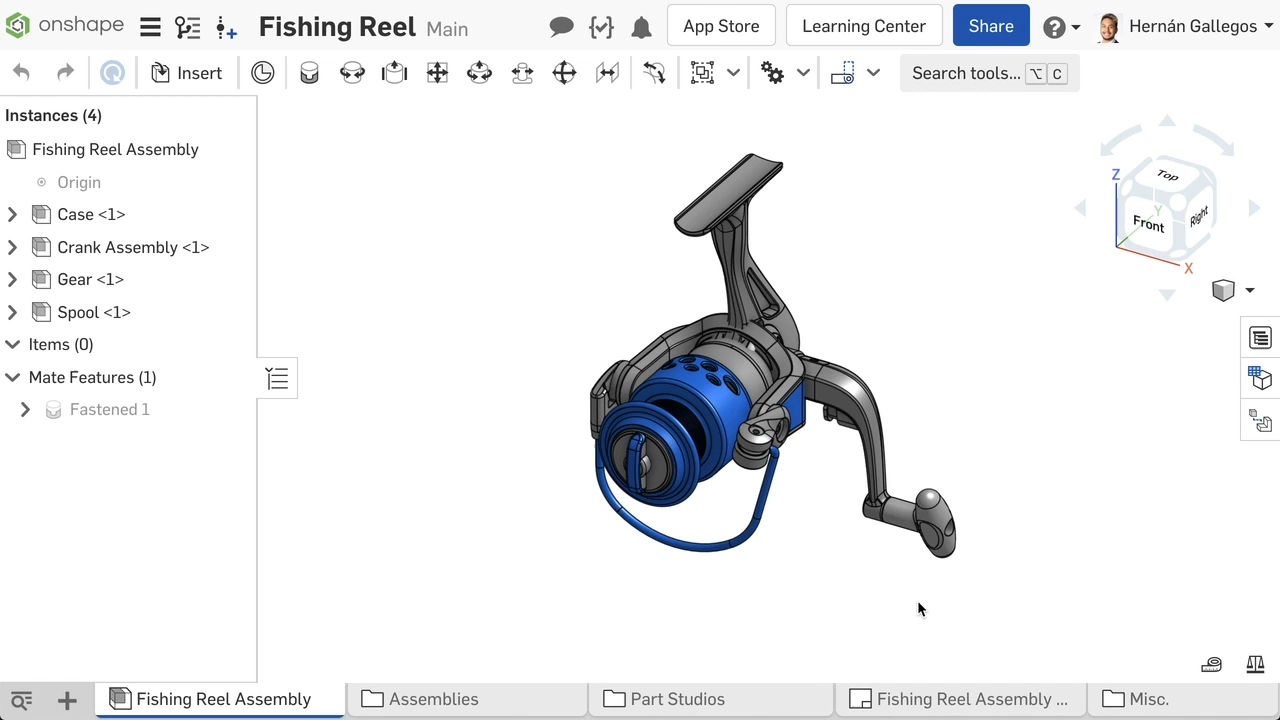 onshape
Fishing Reel Main
App Store
Learning Center
Share
Hernán Gallegos
Insert
Search tools... ⌥ C
Instances (4)
Fishing Reel Assembly
Origin
Case <1>
Crank Assembly <1>
Gear <1>
Spool <1>
Items (0)
Mate Features (1)
Fastened 1
Top
Front
Right
Z
Y
X
Fishing Reel Assembly
Assemblies
Part Studios
Fishing Reel Assembly ...
Misc.